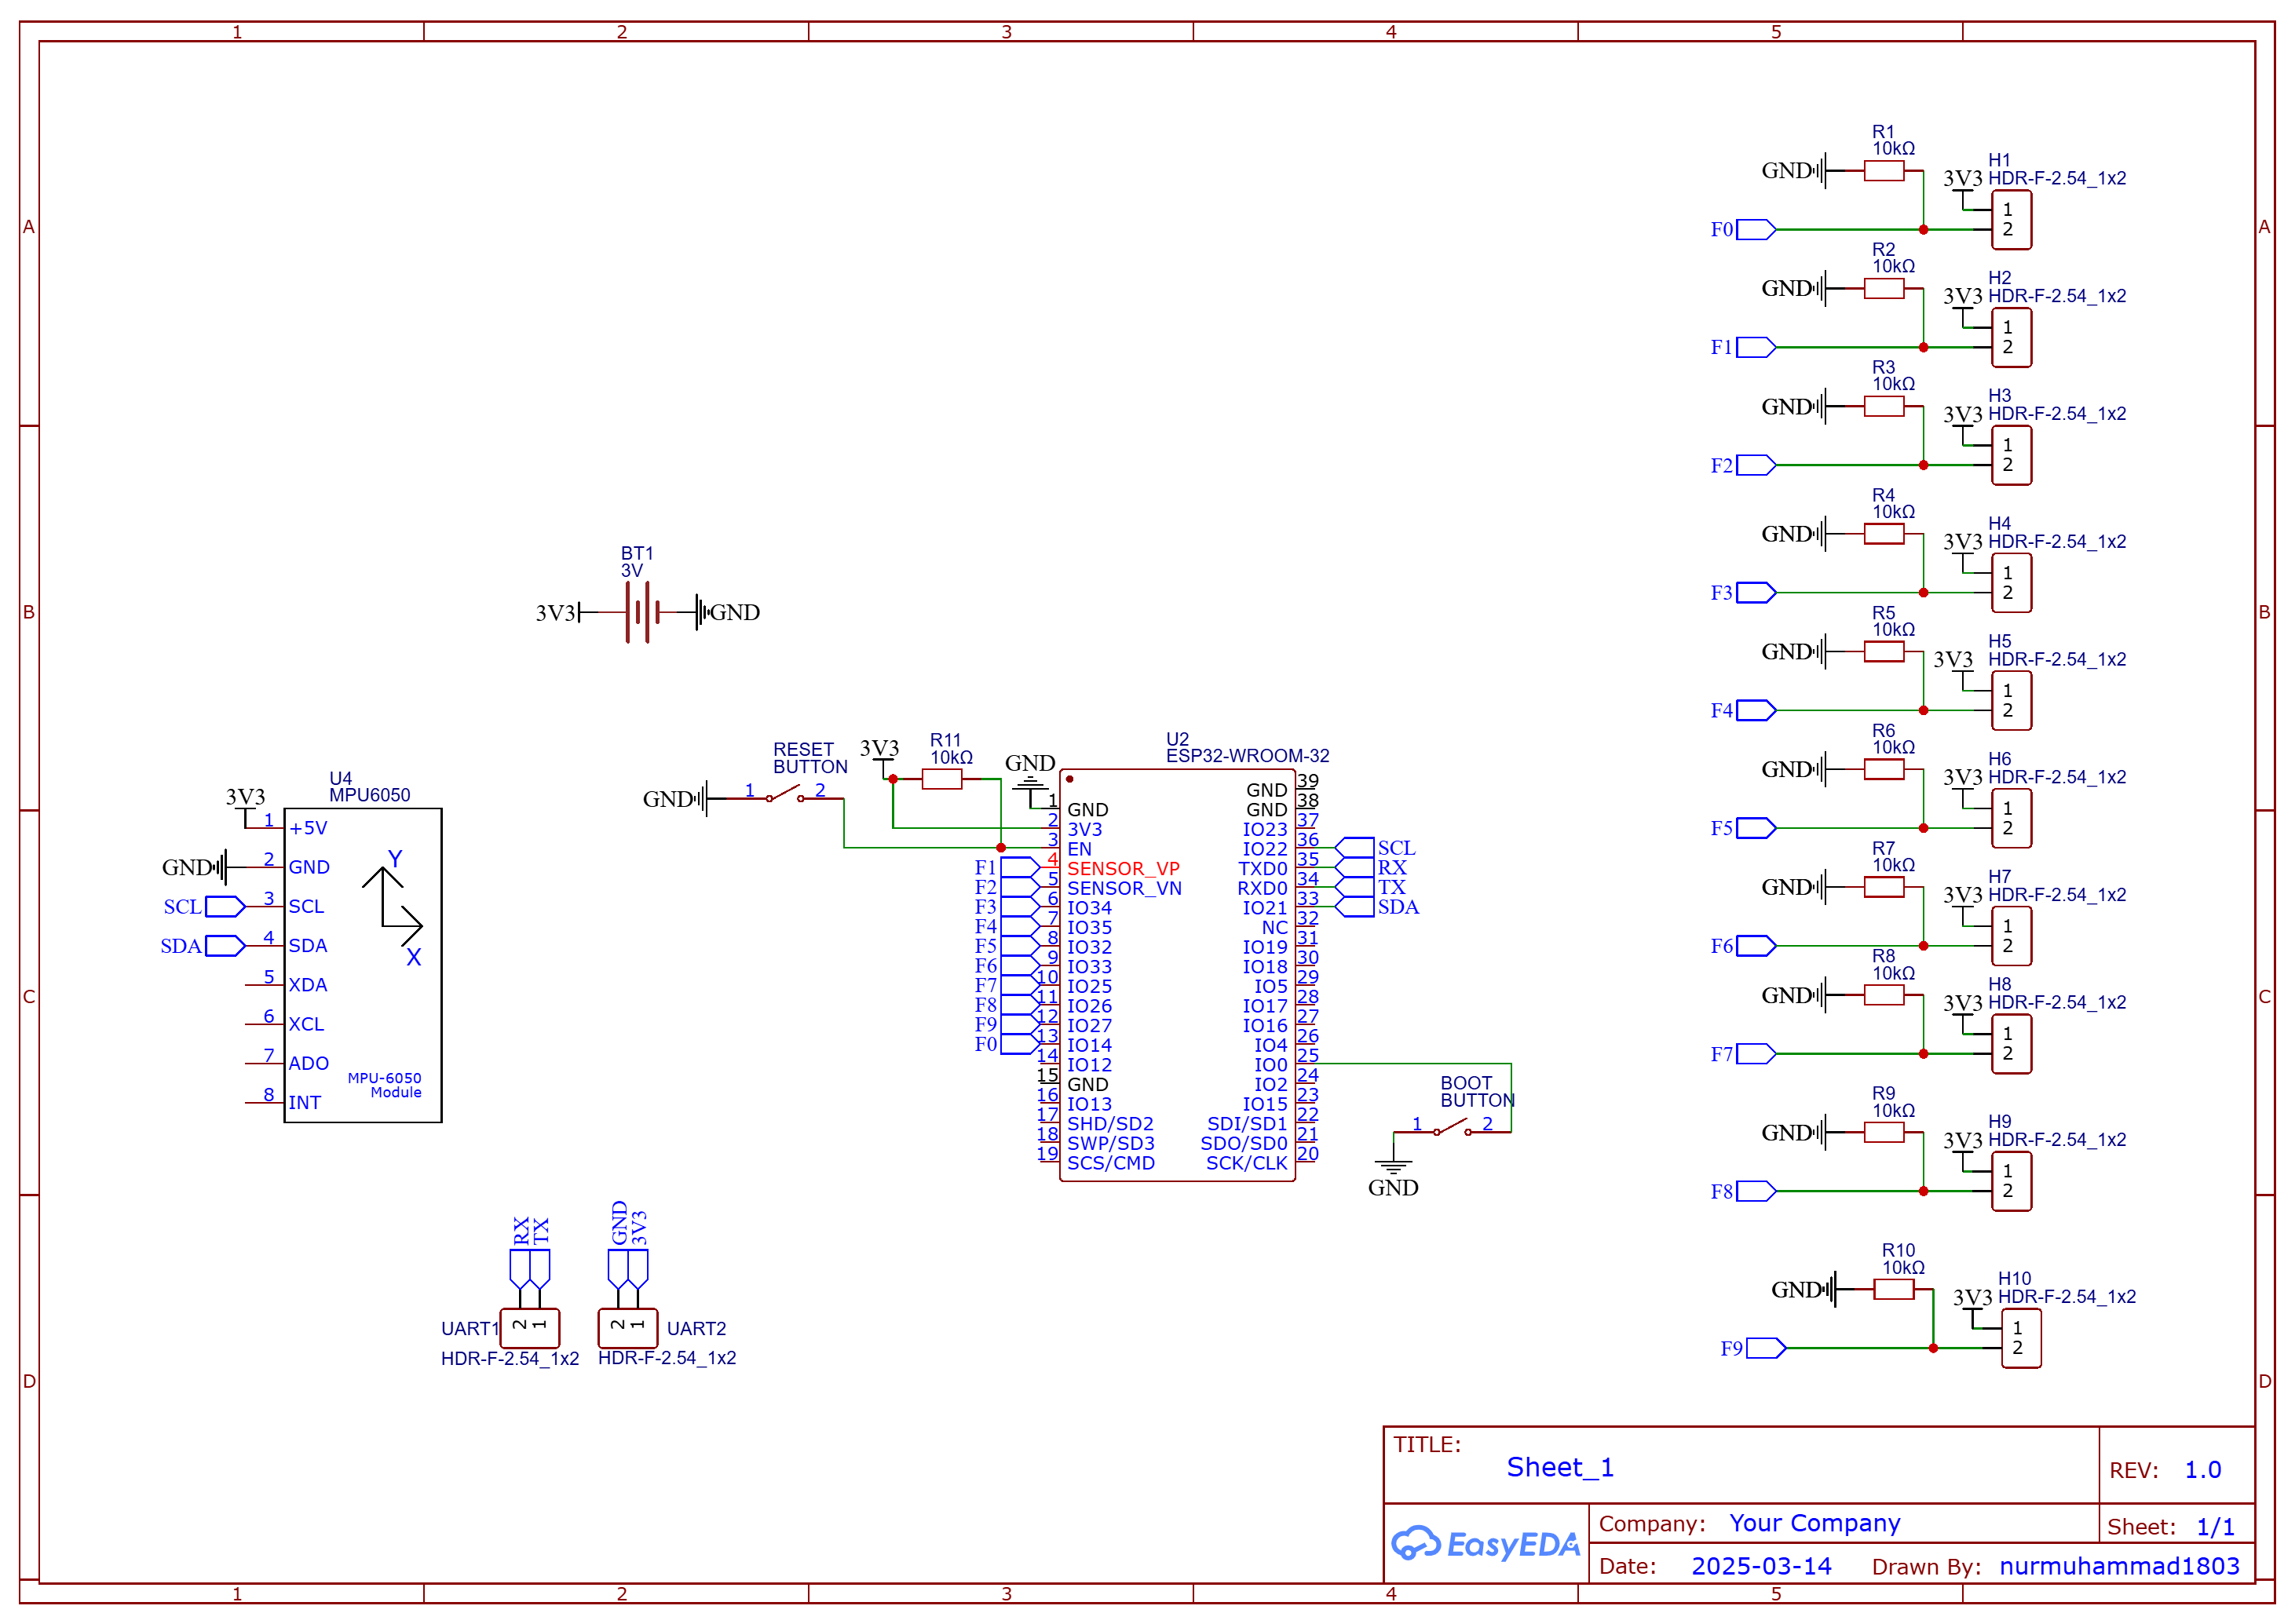 1 2 3 4 5
A A
B B
C C
D D
1 2 3 4 5
R1
10kΩ
GND
H1
HDR-F-2.54_1x2
3V3
1
2
F0
R2
10kΩ
GND
H2
HDR-F-2.54_1x2
3V3
1
2
F1
R3
10kΩ
GND
H3
HDR-F-2.54_1x2
3V3
1
2
F2
R4
10kΩ
GND
H4
HDR-F-2.54_1x2
3V3
1
2
F3
R5
10kΩ
GND
H5
HDR-F-2.54_1x2
3V3
1
2
F4
R6
10kΩ
GND
H6
HDR-F-2.54_1x2
3V3
1
2
F5
R7
10kΩ
GND
H7
HDR-F-2.54_1x2
3V3
1
2
F6
R8
10kΩ
GND
H8
HDR-F-2.54_1x2
3V3
1
2
F7
R9
10kΩ
GND
H9
HDR-F-2.54_1x2
3V3
1
2
F8
R10
10kΩ
GND
H10
HDR-F-2.54_1x2
3V3
1
2
F9
BT1
3V
3V3 GND
U4
MPU6050
3V3 1 +5V
GND 2 GND
SCL 3 SCL
SDA 4 SDA
5 XDA
6 XCL
7 ADO
8 INT
Y
X
MPU-6050
Module
RESET
BUTTON
GND 1 2
3V3
R11
10kΩ
GND
U2
ESP32-WROOM-32
1 GND
2 3V3
3 EN
F1 4 SENSOR_VP
F2 5 SENSOR_VN
F3 6 IO34
F4 7 IO35
F5 8 IO32
F6 9 IO33
F7 10 IO25
F8 11 IO26
F9 12 IO27
F0 13 IO14
14 IO12
15 GND
16 IO13
17 SHD/SD2
18 SWP/SD3
19 SCS/CMD
GND 39
GND 38
IO23 37
IO22 36 SCL
TXD0 35 RX
RXD0 34 TX
IO21 33 SDA
NC 32
IO19 31
IO18 30
IO5 29
IO17 28
IO16 27
IO4 26
IO0 25
IO2 24
IO15 23
SDI/SD1 22
SDO/SD0 21
SCK/CLK 20
BOOT
BUTTON
1 2
GND
RX
TX
2 1
UART1
HDR-F-2.54_1x2
GND
3V3
2 1
UART2
HDR-F-2.54_1x2
TITLE:
Sheet_1
REV: 1.0
EasyEDA
Company: Your Company
Sheet: 1/1
Date: 2025-03-14
Drawn By: nurmuhammad1803